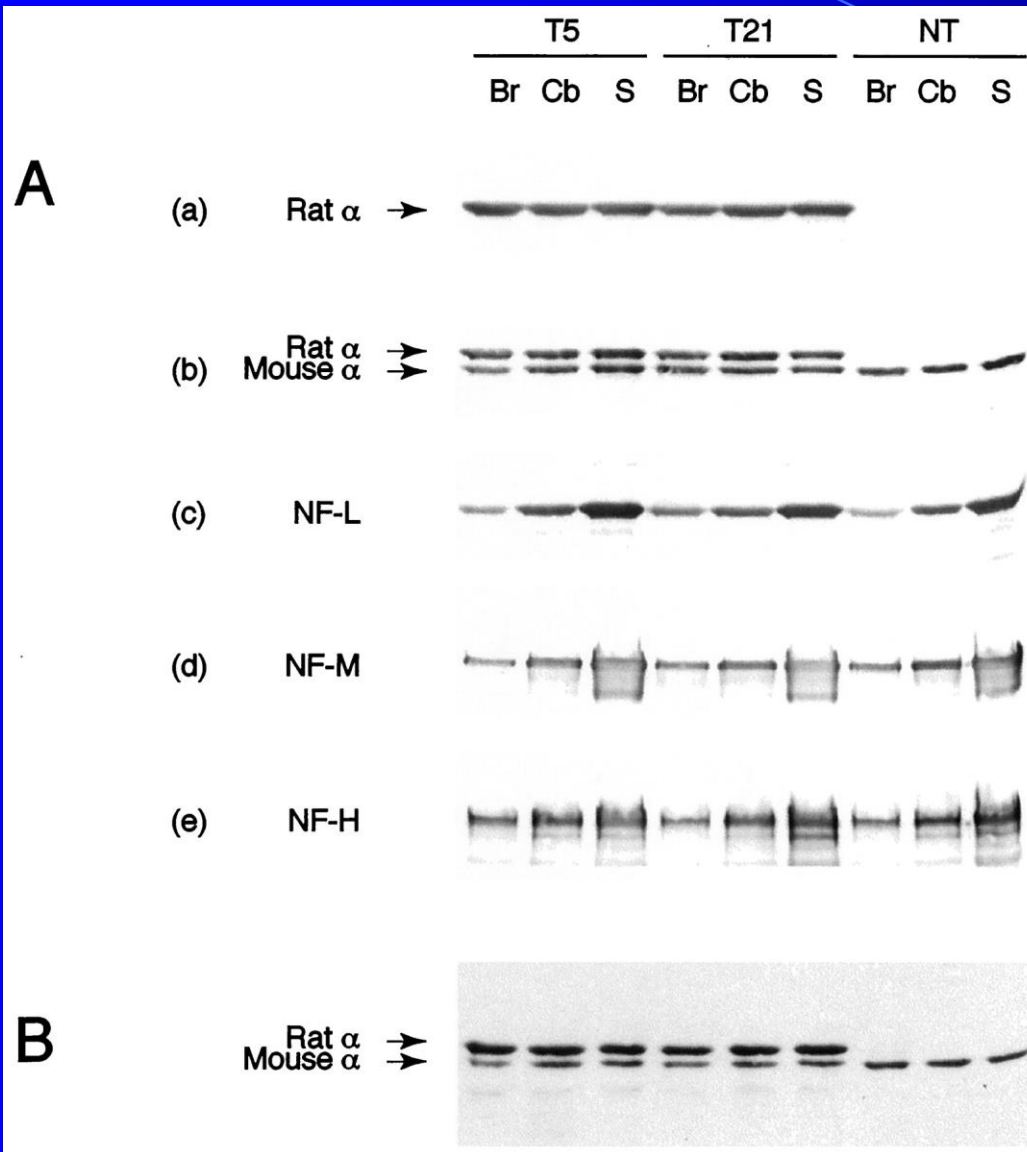 T5 T21 NT
Br Cb S Br Cb S Br Cb S
A
(a) Rat α
Rat α
(b) Mouse α
(c) NF-L
(d) NF-M
(e) NF-H
B
Rat α
Mouse α